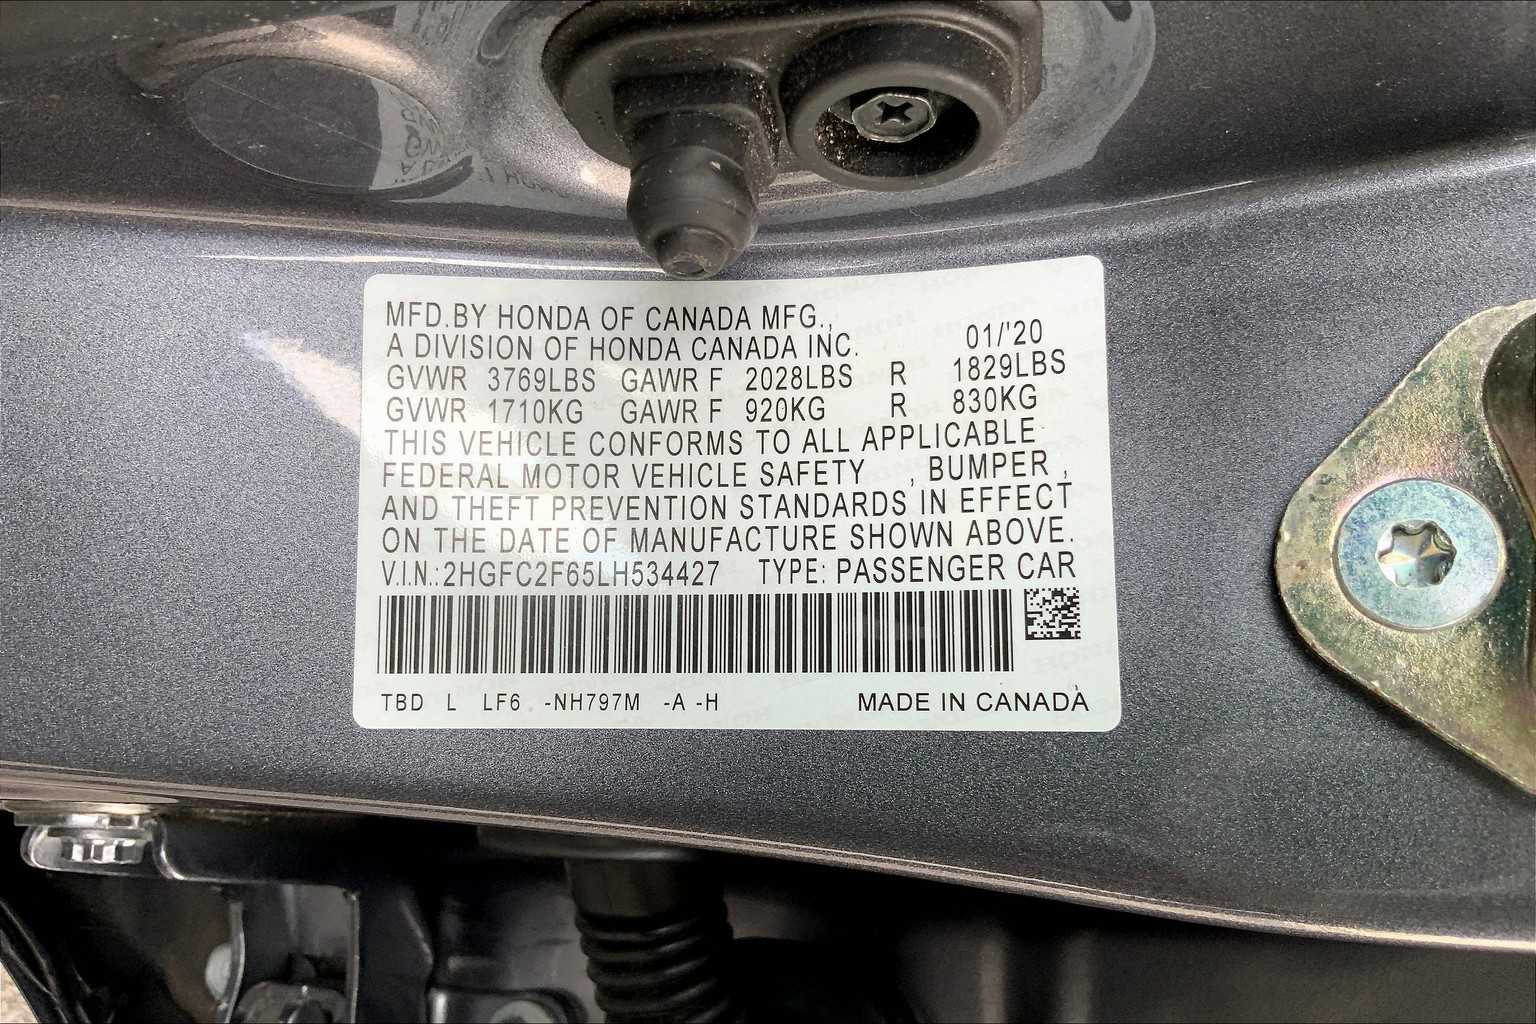 MFD.BY HONDA OF CANADA MFG.,
A DIVISION OF HONDA CANADA INC. 01/'20
GVWR 3769LBS GAWR F 2028LBS R 1829LBS
GVWR 1710KG GAWR F 920KG R 830KG
THIS VEHICLE CONFORMS TO ALL APPLICABLE
FEDERAL MOTOR VEHICLE SAFETY , BUMPER ,
AND THEFT PREVENTION STANDARDS IN EFFECT
ON THE DATE OF MANUFACTURE SHOWN ABOVE.
V.I.N.:2HGFC2F65LH534427 TYPE: PASSENGER CAR
TBD L LF6 -NH797M -A -H MADE IN CANADA